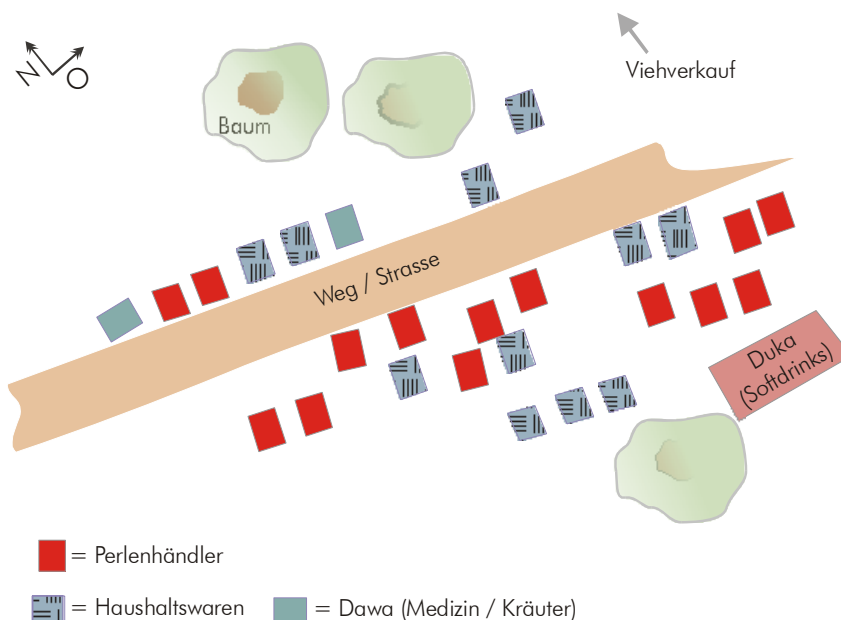 Viehverkauf
N
O
Baum
Weg / Strasse
Duka
(Softdrinks)
= Perlenhändler
= Haushaltswaren
= Dawa (Medizin / Kräuter)